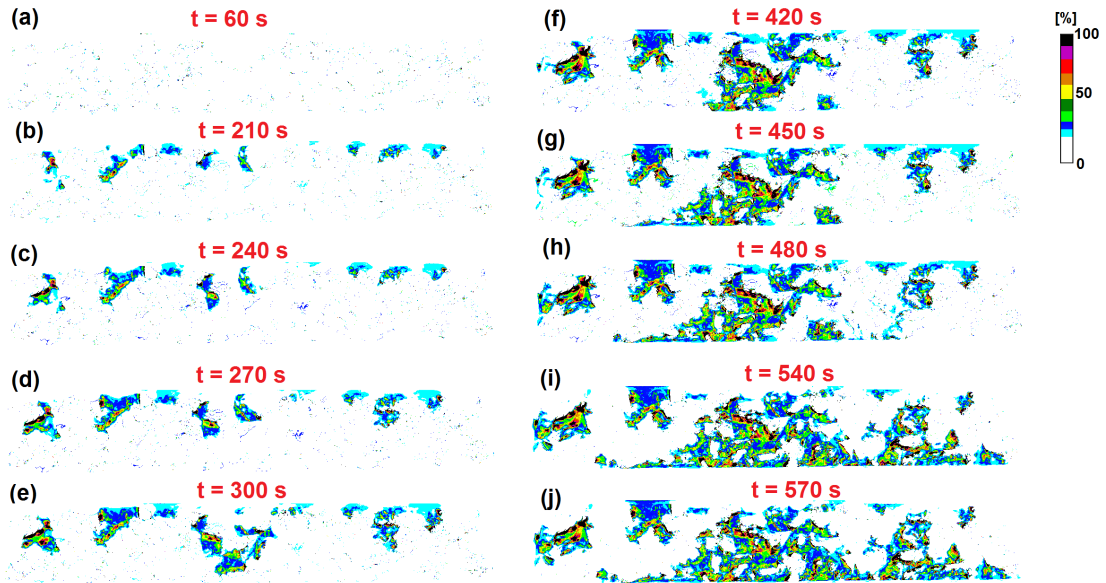 (a)
t = 60 s
(b)
t = 210 s
(c)
t = 240 s
(d)
t = 270 s
(e)
t = 300 s
(f)
t = 420 s
(g)
t = 450 s
(h)
t = 480 s
(i)
t = 540 s
(j)
t = 570 s
[%]
100
50
0